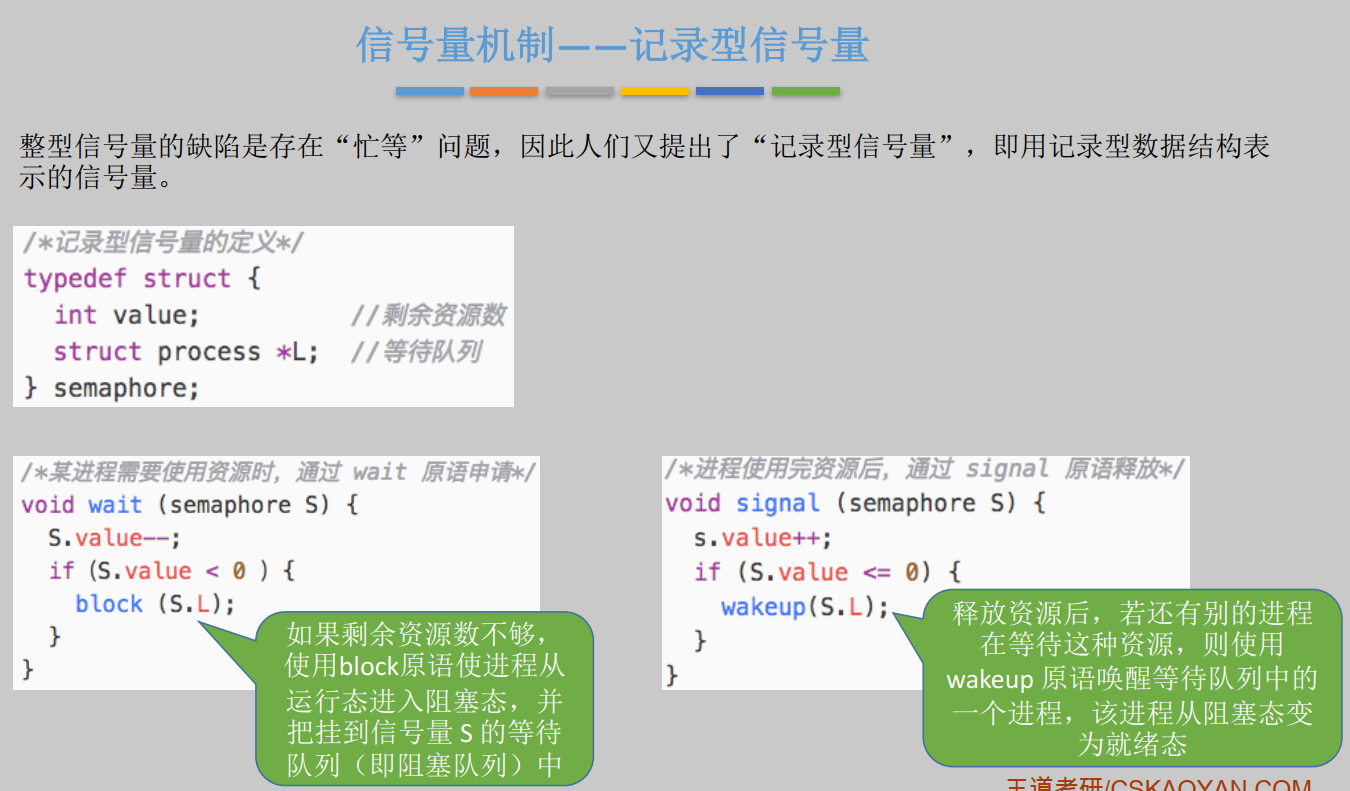 信号量机制——记录型信号量
整型信号量的缺陷是存在“忙等”问题，因此人们又提出了“记录型信号量”，即用记录型数据结构表
示的信号量。
/*记录型信号量的定义*/
typedef struct {
  int value;          //剩余资源数
  struct process *L;  //等待队列
} semaphore;
/*某进程需要使用资源时，通过 wait 原语申请*/
void wait (semaphore S) {
  S.value--;
  if (S.value < 0 ) {
    block (S.L);
  }
}
如果剩余资源数不够，
使用block原语使进程从
运行态进入阻塞态，并
把挂到信号量 S 的等待
队列（即阻塞队列）中
/*进程使用完资源后，通过 signal 原语释放*/
void signal (semaphore S) {
  s.value++;
  if (S.value <= 0) {
    wakeup(S.L);
  }
}
释放资源后，若还有别的进程
在等待这种资源，则使用
wakeup 原语唤醒等待队列中的
一个进程，该进程从阻塞态变
为就绪态
王道考研/CSKAOYAN.COM